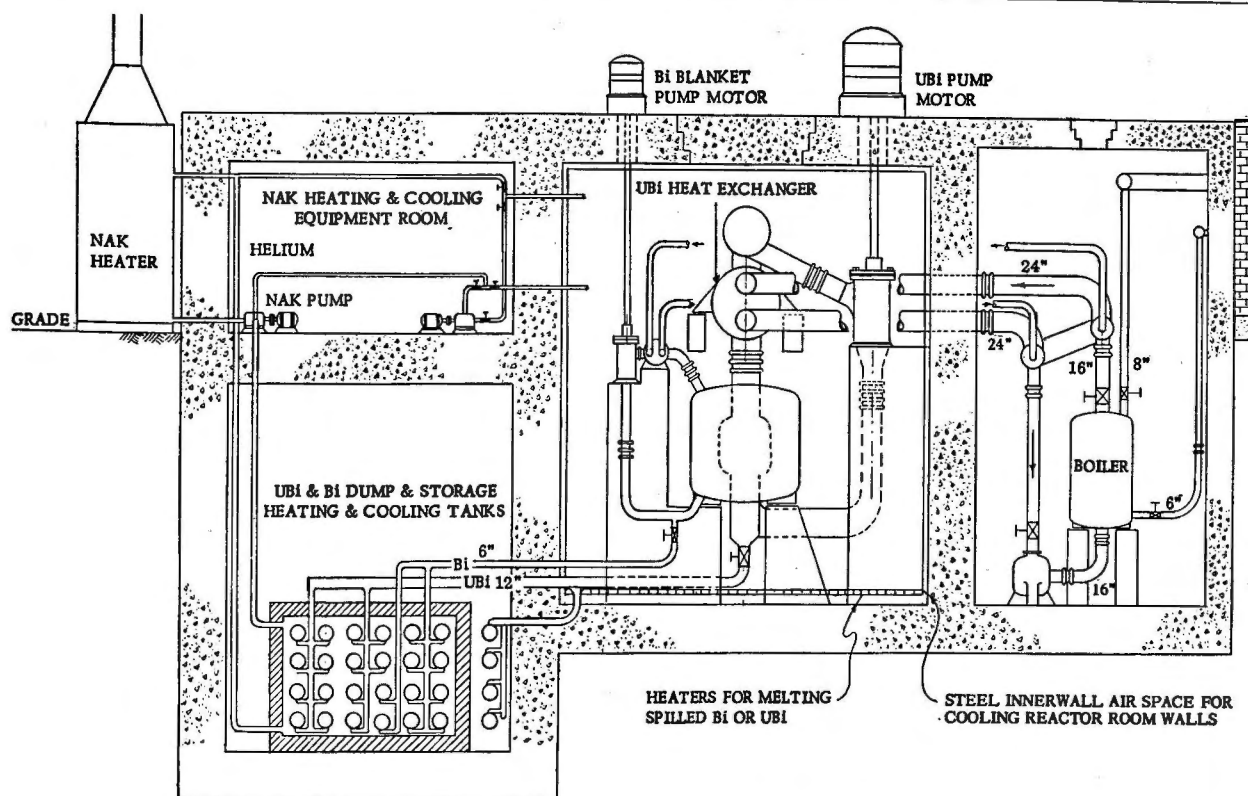 Bi BLANKET
PUMP MOTOR
UBi PUMP
MOTOR
NAK HEATING & COOLING
EQUIPMENT ROOM
UBi HEAT EXCHANGER
NAK
HEATER
HELIUM
NAK PUMP
GRADE
24"
24"
16"
8"
BOILER
6"
16"
UBi & Bi DUMP & STORAGE
HEATING & COOLING TANKS
Bi 6"
UBi 12"
HEATERS FOR MELTING
SPILLED Bi OR UBi
STEEL INNERWALL AIR SPACE FOR
COOLING REACTOR ROOM WALLS